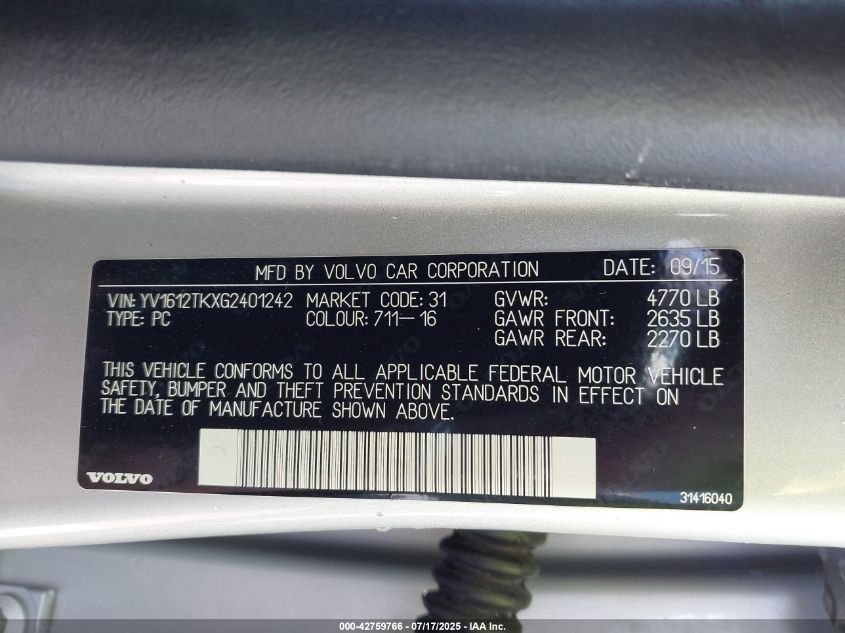 MFD BY VOLVO CAR CORPORATION DATE: 09/15
VIN: YV1612TKXG2401242 MARKET CODE: 31 GVWR: 4770 LB
TYPE: PC COLOUR: 711-16 GAWR FRONT: 2635 LB
GAWR REAR: 2270 LB
THIS VEHICLE CONFORMS TO ALL APPLICABLE FEDERAL MOTOR VEHICLE
SAFETY, BUMPER AND THEFT PREVENTION STANDARDS IN EFFECT ON
THE DATE OF MANUFACTURE SHOWN ABOVE.
VOLVO 31416040
000-42759766 - 07/17/2025 - IAA Inc.